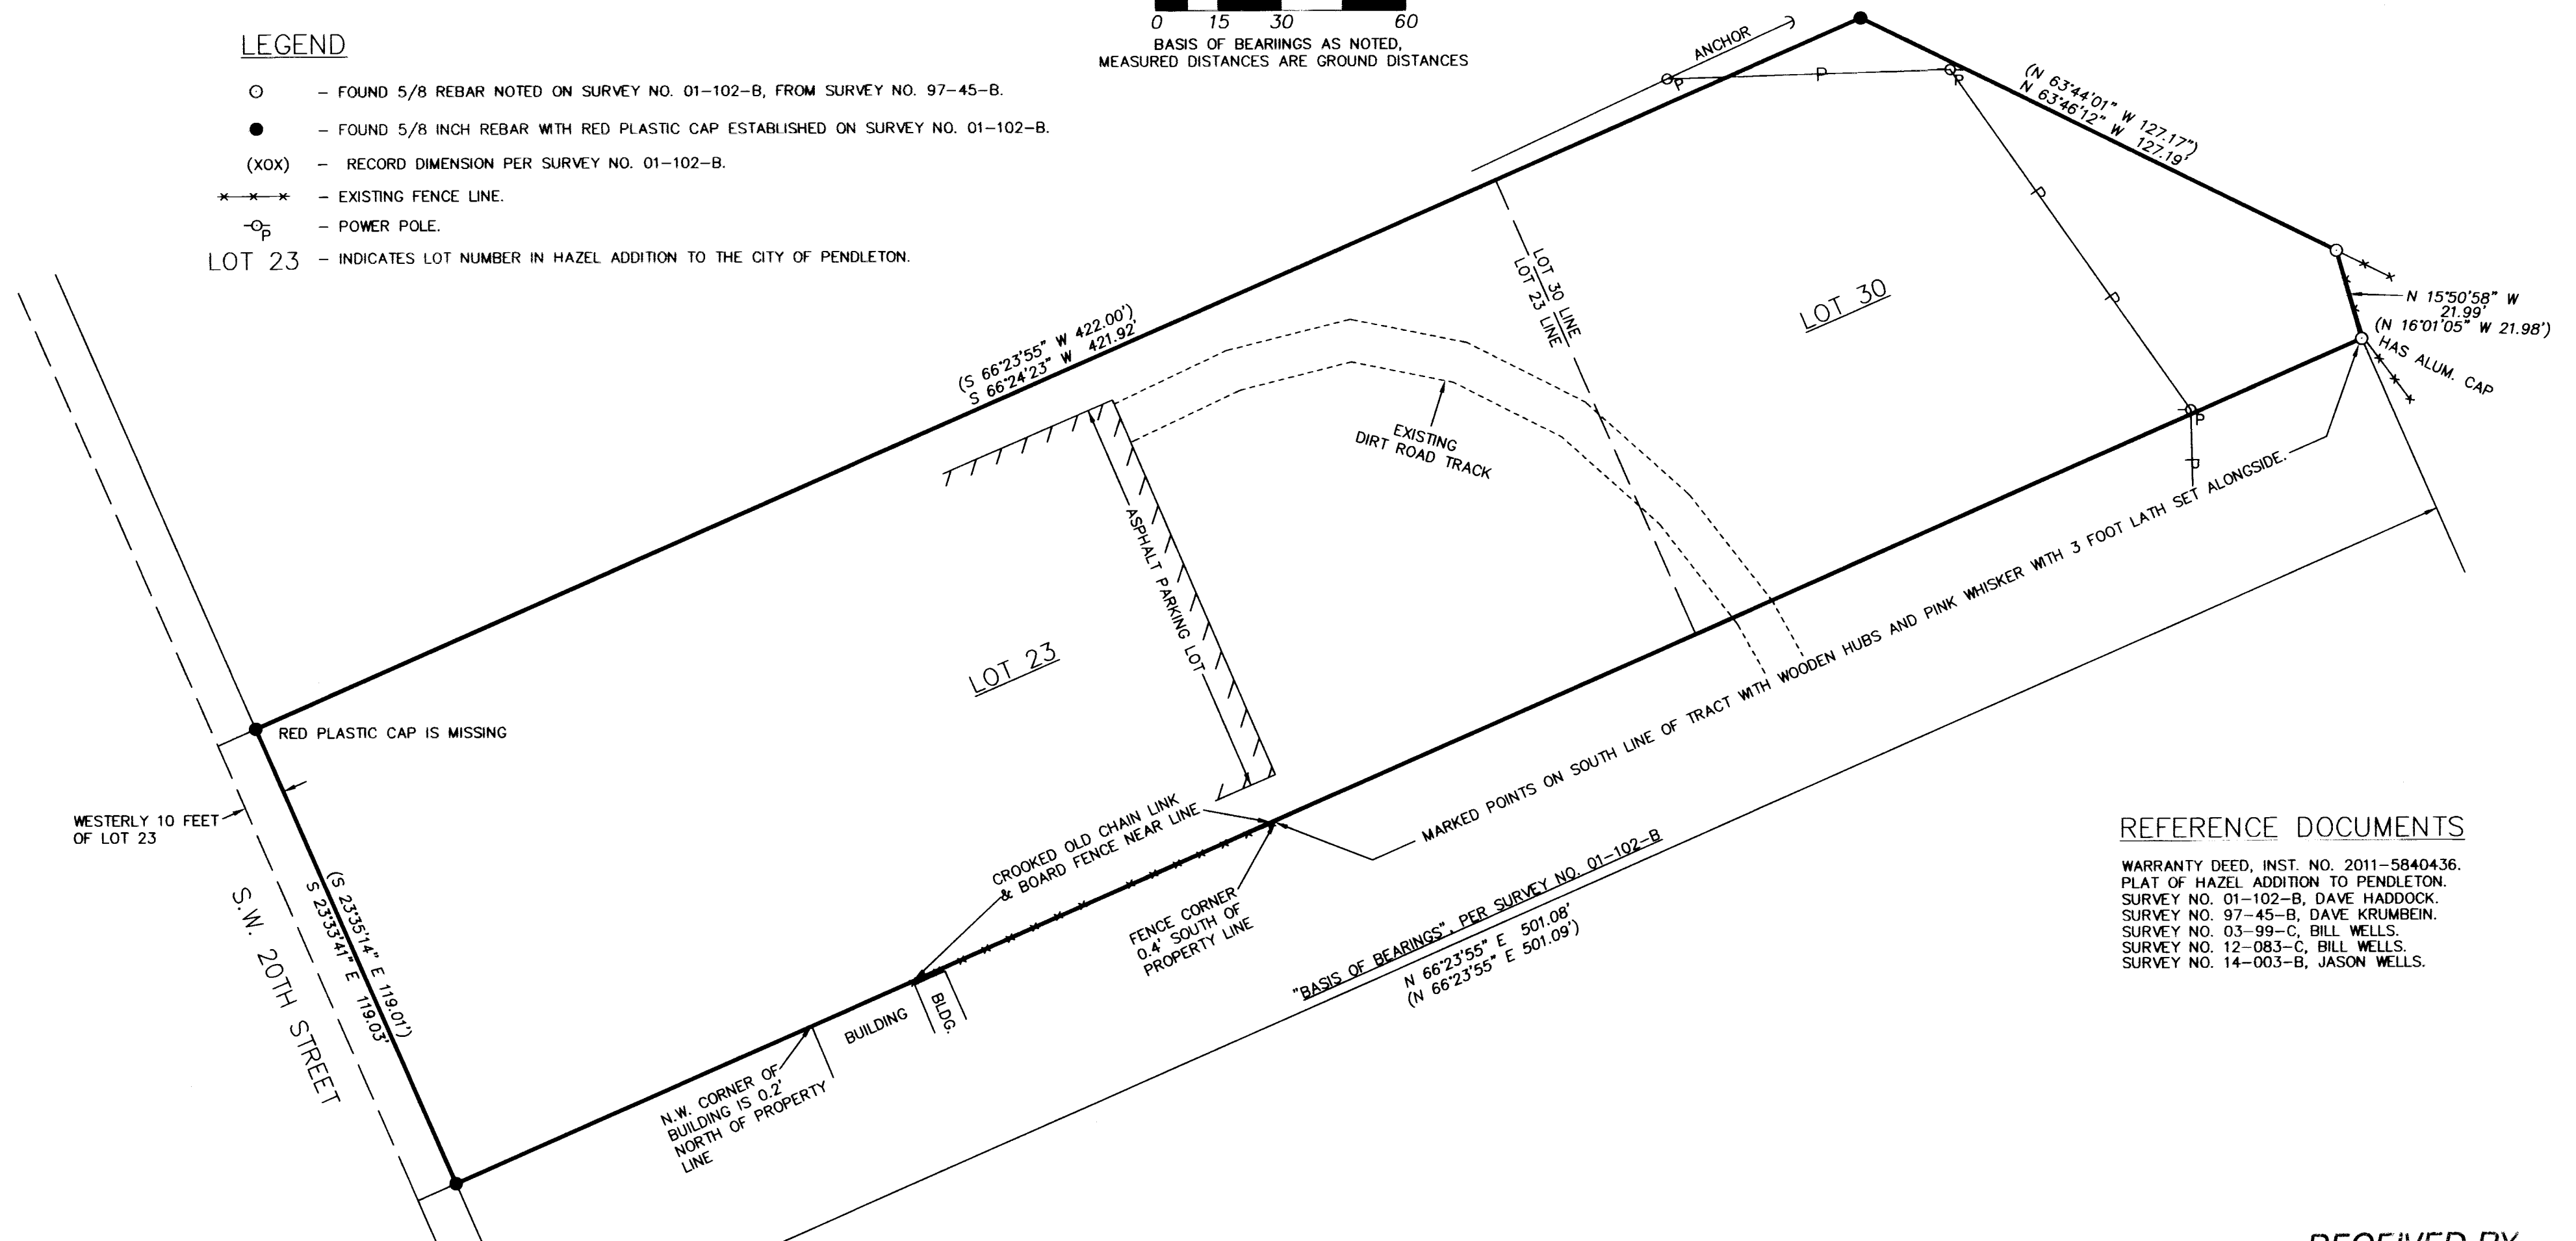 0 15 30 60
BASIS OF BEARIINGS AS NOTED,
MEASURED DISTANCES ARE GROUND DISTANCES
LEGEND
– FOUND 5/8 REBAR NOTED ON SURVEY NO. 01–102–B, FROM SURVEY NO. 97–45–B.
– FOUND 5/8 INCH REBAR WITH RED PLASTIC CAP ESTABLISHED ON SURVEY NO. 01–102–B.
(XOX) – RECORD DIMENSION PER SURVEY NO. 01–102–B.
– EXISTING FENCE LINE.
P – POWER POLE.
LOT 23 – INDICATES LOT NUMBER IN HAZEL ADDITION TO THE CITY OF PENDLETON.
ANCHOR
P
P
P
(N 63°44'01" W 127.17")
N 63°46'12" W 127.19'
P
P
N 15°50'58" W
21.99'
(N 16°01'05" W 21.98')
HAS ALUM. CAP
LOT 30 LINE
LOT 23 LINE
LOT 30
(S 66°23'55" W 422.00')
S 66°24'23" W 421.92'
EXISTING
DIRT ROAD TRACK
P
P
ASPHALT PARKING LOT
LOT 23
RED PLASTIC CAP IS MISSING
WESTERLY 10 FEET
OF LOT 23
(S 23°35'14" E 119.01')
S 23°33'41" E 119.03'
S.W. 20TH STREET
CROOKED OLD CHAIN LINK
& BOARD FENCE NEAR LINE
MARKED POINTS ON SOUTH LINE OF TRACT WITH WOODEN HUBS AND PINK WHISKER WITH 3 FOOT LATH SET ALONGSIDE.
FENCE CORNER
0.4' SOUTH OF
PROPERTY LINE
BUILDING
BLDG.
N.W. CORNER OF
BUILDING IS 0.2'
NORTH OF PROPERTY
LINE
"BASIS OF BEARINGS", PER SURVEY NO. 01–102–B
N 66°23'55" E 501.08'
(N 66°23'55" E 501.09')
REFERENCE DOCUMENTS
WARRANTY DEED, INST. NO. 2011–5840436.
PLAT OF HAZEL ADDITION TO PENDLETON.
SURVEY NO. 01–102–B, DAVE HADDOCK.
SURVEY NO. 97–45–B, DAVE KRUMBEIN.
SURVEY NO. 03–99–C, BILL WELLS.
SURVEY NO. 12–083–C, BILL WELLS.
SURVEY NO. 14–003–B, JASON WELLS.
RECEIVED BY